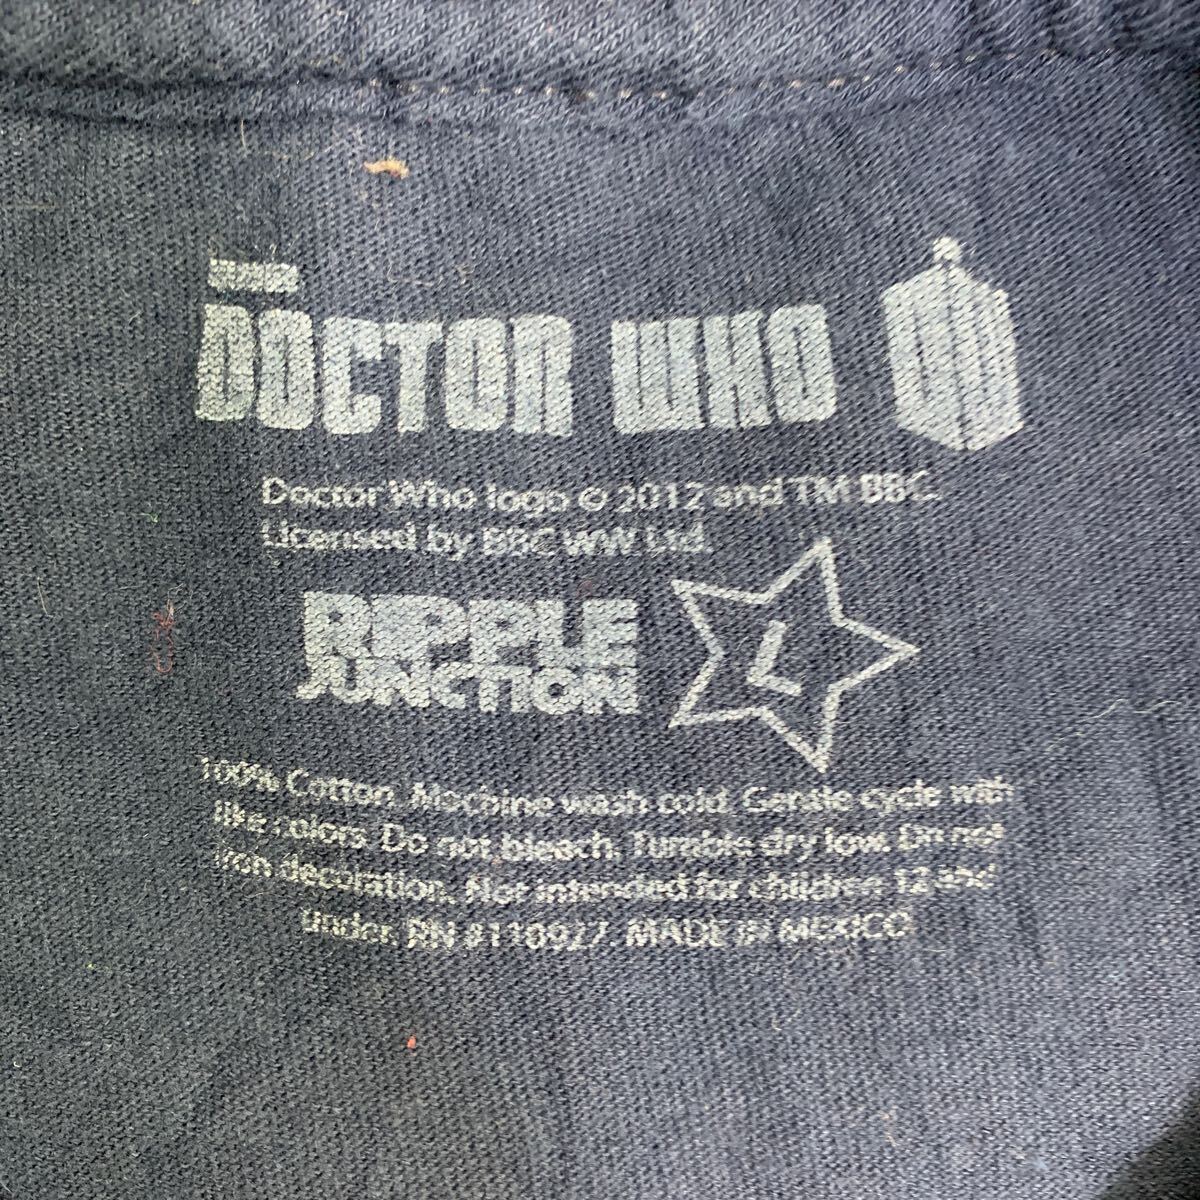 BBC
DOCTOR WHO
Doctor Who logo © 2012 and TM BBC.
Licensed by BBC WW Ltd.
RIPPLE
JUNCTION
L
100% Cotton. Machine wash cold. Gentle cycle with
like colors. Do not bleach. Tumble dry low. Do not
iron decoration. Not intended for children 12 and
under. RN #110927. MADE IN MEXICO